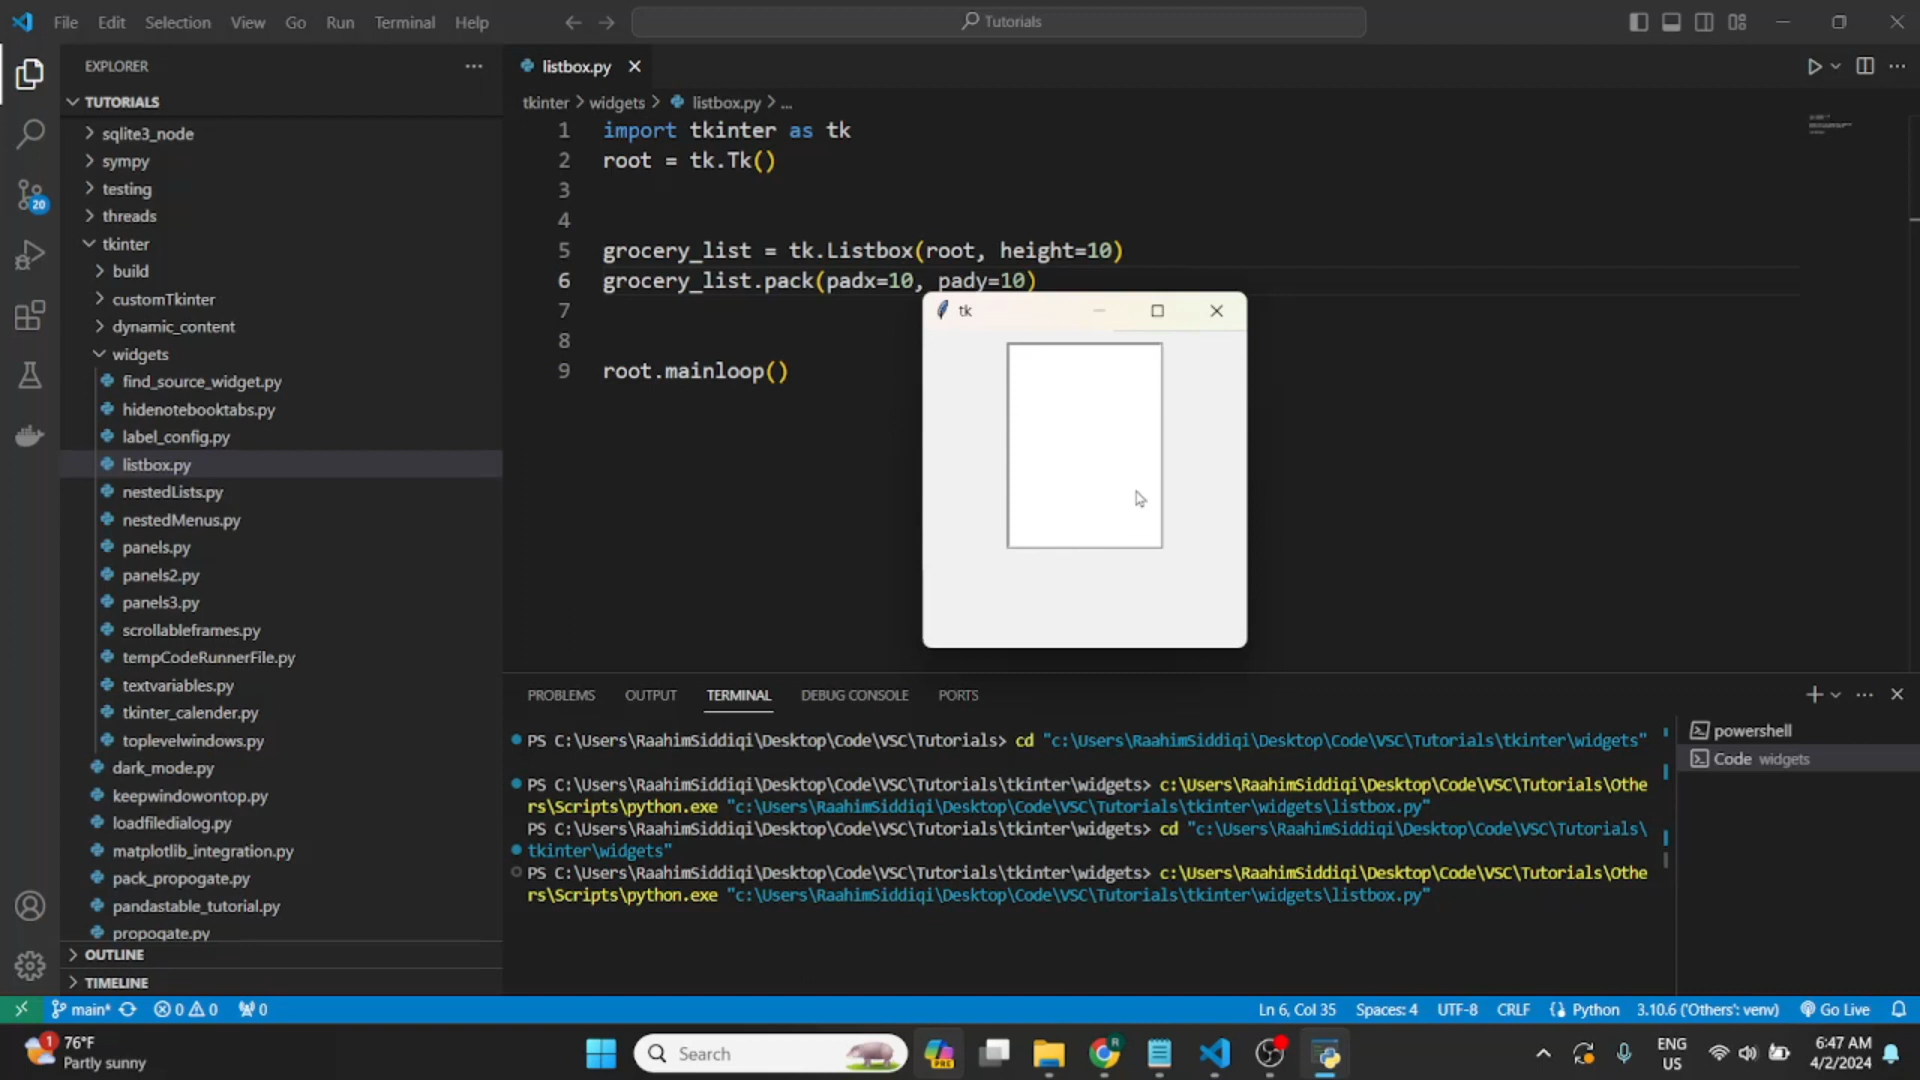 File Edit Selection View Go Run Terminal Help
Tutorials
EXPLORER
TUTORIALS
sqlite3_node
sympy
testing
threads
tkinter
build
customTkinter
dynamic_content
widgets
find_source_widget.py
hidenotebooktabs.py
label_config.py
listbox.py
nestedLists.py
nestedMenus.py
panels.py
panels2.py
panels3.py
scrollableframes.py
tempCodeRunnerFile.py
textvariables.py
tkinter_calender.py
toplevelwindows.py
dark_mode.py
keepwindowontop.py
loadfiledialog.py
matplotlib_integration.py
pack_propogate.py
pandastable_tutorial.py
propogate.py
OUTLINE
TIMELINE
20
listbox.py
tkinter > widgets > listbox.py > ...
1 import tkinter as tk
2 root = tk.Tk()
3
4
5 grocery_list = tk.Listbox(root, height=10)
6 grocery_list.pack(padx=10, pady=10)
7
8
9 root.mainloop()
tk
PROBLEMS OUTPUT TERMINAL DEBUG CONSOLE PORTS
PS C:\Users\RaahimSiddiqi\Desktop\Code\VSC\Tutorials> cd "c:\Users\RaahimSiddiqi\Desktop\Code\VSC\Tutorials\tkinter\widgets"
PS C:\Users\RaahimSiddiqi\Desktop\Code\VSC\Tutorials\tkinter\widgets> c:\Users\RaahimSiddiqi\Desktop\Code\VSC\Tutorials\Othe
rs\Scripts\python.exe "c:\Users\RaahimSiddiqi\Desktop\Code\VSC\Tutorials\tkinter\widgets\listbox.py"
PS C:\Users\RaahimSiddiqi\Desktop\Code\VSC\Tutorials\tkinter\widgets> cd "c:\Users\RaahimSiddiqi\Desktop\Code\VSC\Tutorials\
tkinter\widgets"
PS C:\Users\RaahimSiddiqi\Desktop\Code\VSC\Tutorials\tkinter\widgets> c:\Users\RaahimSiddiqi\Desktop\Code\VSC\Tutorials\Othe
rs\Scripts\python.exe "c:\Users\RaahimSiddiqi\Desktop\Code\VSC\Tutorials\tkinter\widgets\listbox.py"
powershell
Code widgets
main* 0 0 0 Ln 6, Col 35 Spaces: 4 UTF-8 CRLF Python 3.10.6 ('Others': venv) Go Live
1
76°F
Partly sunny
Search
PRE
R
ENG
US
6:47 AM
4/2/2024